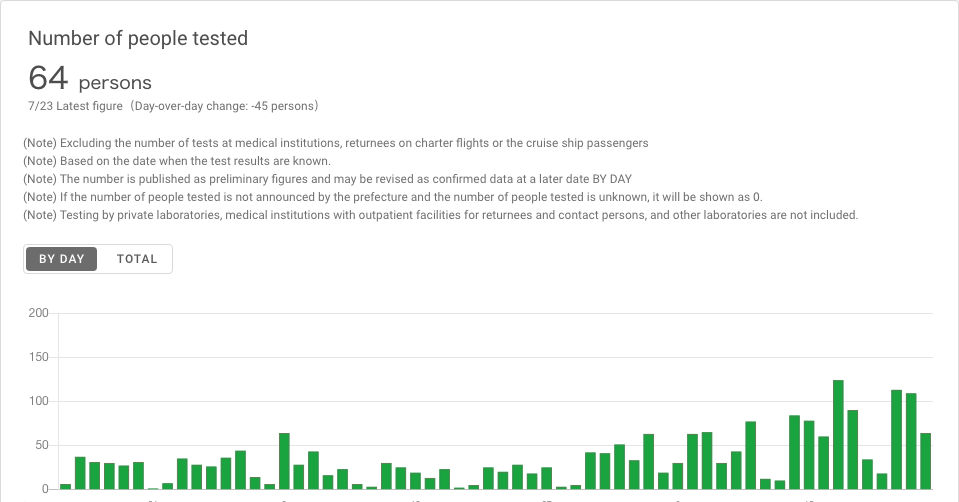 Number of people tested
64 persons
7/23 Latest figure（Day-over-day change: -45 persons）
(Note) Excluding the number of tests at medical institutions, returnees on charter flights or the cruise ship passengers
(Note) Based on the date when the test results are known.
(Note) The number is published as preliminary figures and may be revised as confirmed data at a later date BY DAY
(Note) If the number of people tested is not announced by the prefecture and the number of people tested is unknown, it will be shown as 0.
(Note) Testing by private laboratories, medical institutions with outpatient facilities for returnees and contact persons, and other laboratories are not included.
BY DAY TOTAL
200
150
100
50
0